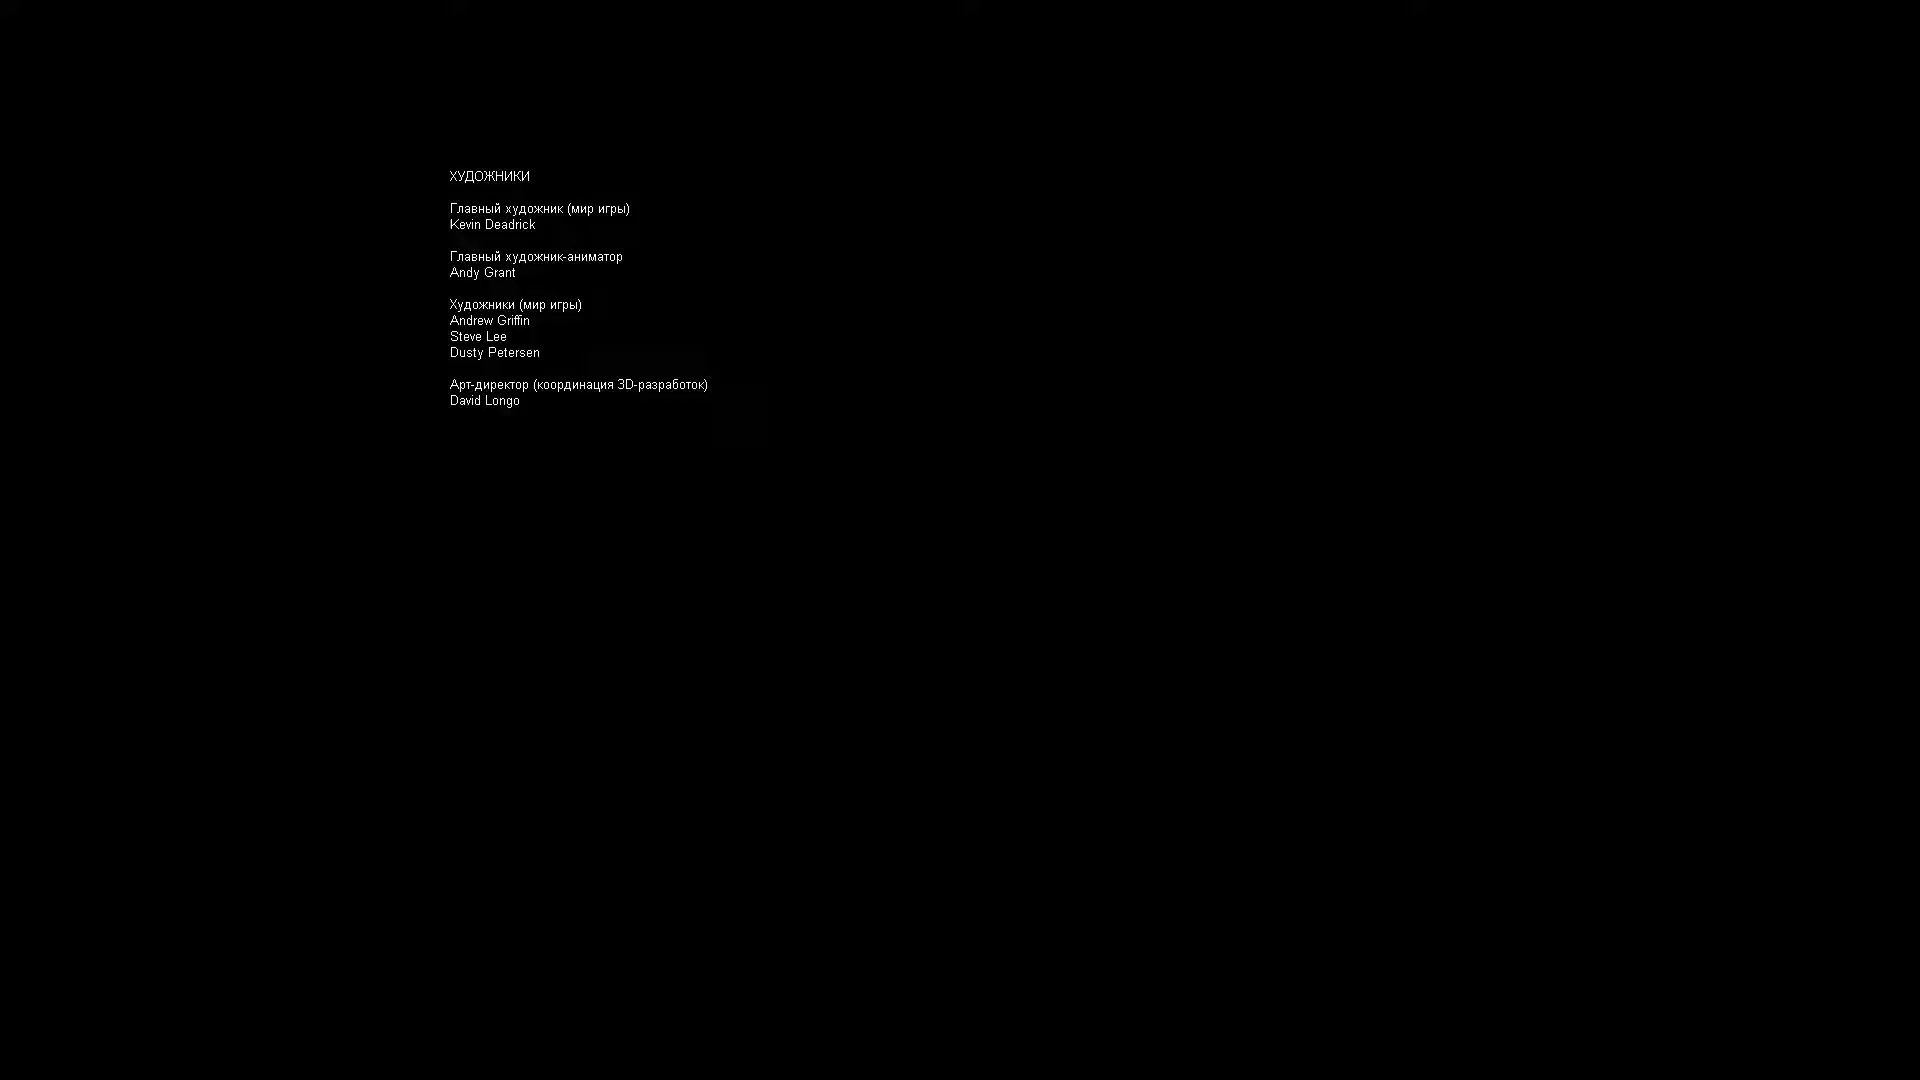 ХУДОЖНИКИ
Главный художник (мир игры)
Kevin Deadrick
Главный художник-аниматор
Andy Grant
Художники (мир игры)
Andrew Griffin
Steve Lee
Dusty Petersen
Арт-директор (координация 3D-разработок)
David Longo